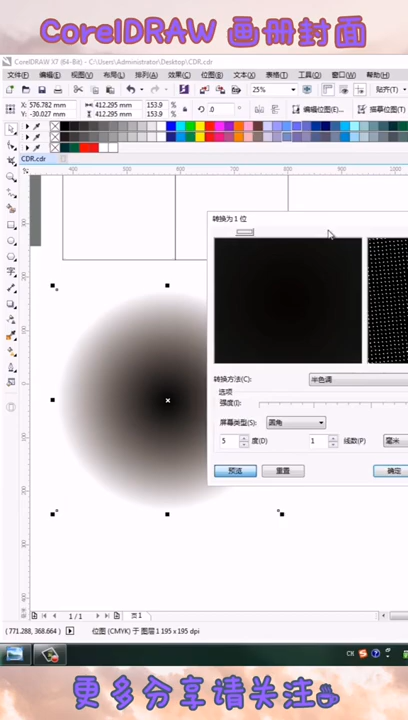 CorelDRAW 画册封面
CorelDRAW X7 (64-Bit) - C:\Users\Administrator\Desktop\CDR.cdr
文件(F) 编辑(E) 视图(V) 布局(L) 排列(A) 效果(C) 位图(B) 文本(X) 表格(T) 工具(O) 窗口(W) 帮助(H)
25% 贴齐(T)
X: 576.782 mm 412.295 mm 153.9 .0 编辑位图(E)... 描摹位图(T)
Y: -30.027 mm 412.295 mm 153.9
CDR.cdr
转换为 1 位
转换方法(C): 半色调
选项
强度(I):
屏幕类型(S): 圆角
5 度(D) 1 线数(P) 毫米
预览 重置 确定
1 / 1 页1
(771.288, 368.664) 位图 (CMYK) 于 图层 1 195 x 195 dpi
CH
更多分享请关注